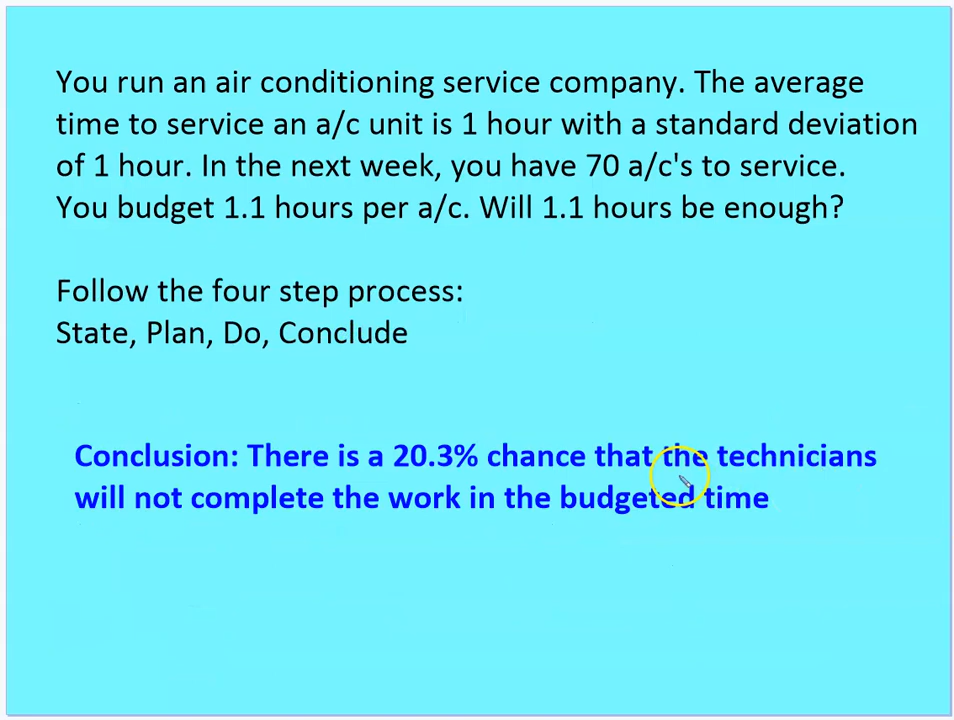 You run an air conditioning service company. The average
time to service an a/c unit is 1 hour with a standard deviation
of 1 hour. In the next week, you have 70 a/c's to service.
You budget 1.1 hours per a/c. Will 1.1 hours be enough?
Follow the four step process:
State, Plan, Do, Conclude
Conclusion: There is a 20.3% chance that the technicians
will not complete the work in the budgeted time